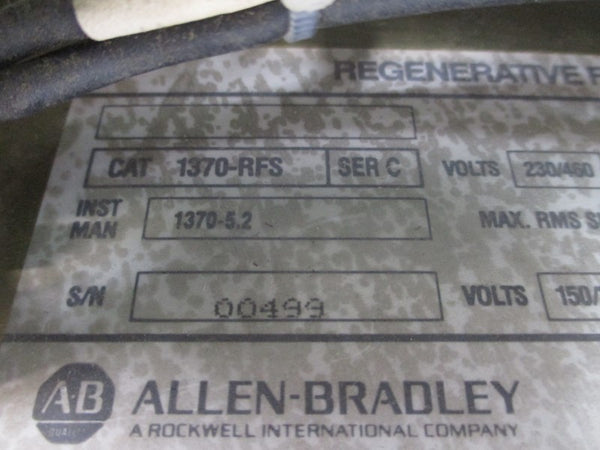 REGENERATIVE
CAT 1370-RFS SER C VOLTS 230/460
INST MAN 1370-5.2 MAX. RMS
S/N 00499 VOLTS 150/
A-B
QUALITY
ALLEN-BRADLEY
A ROCKWELL INTERNATIONAL COMPANY